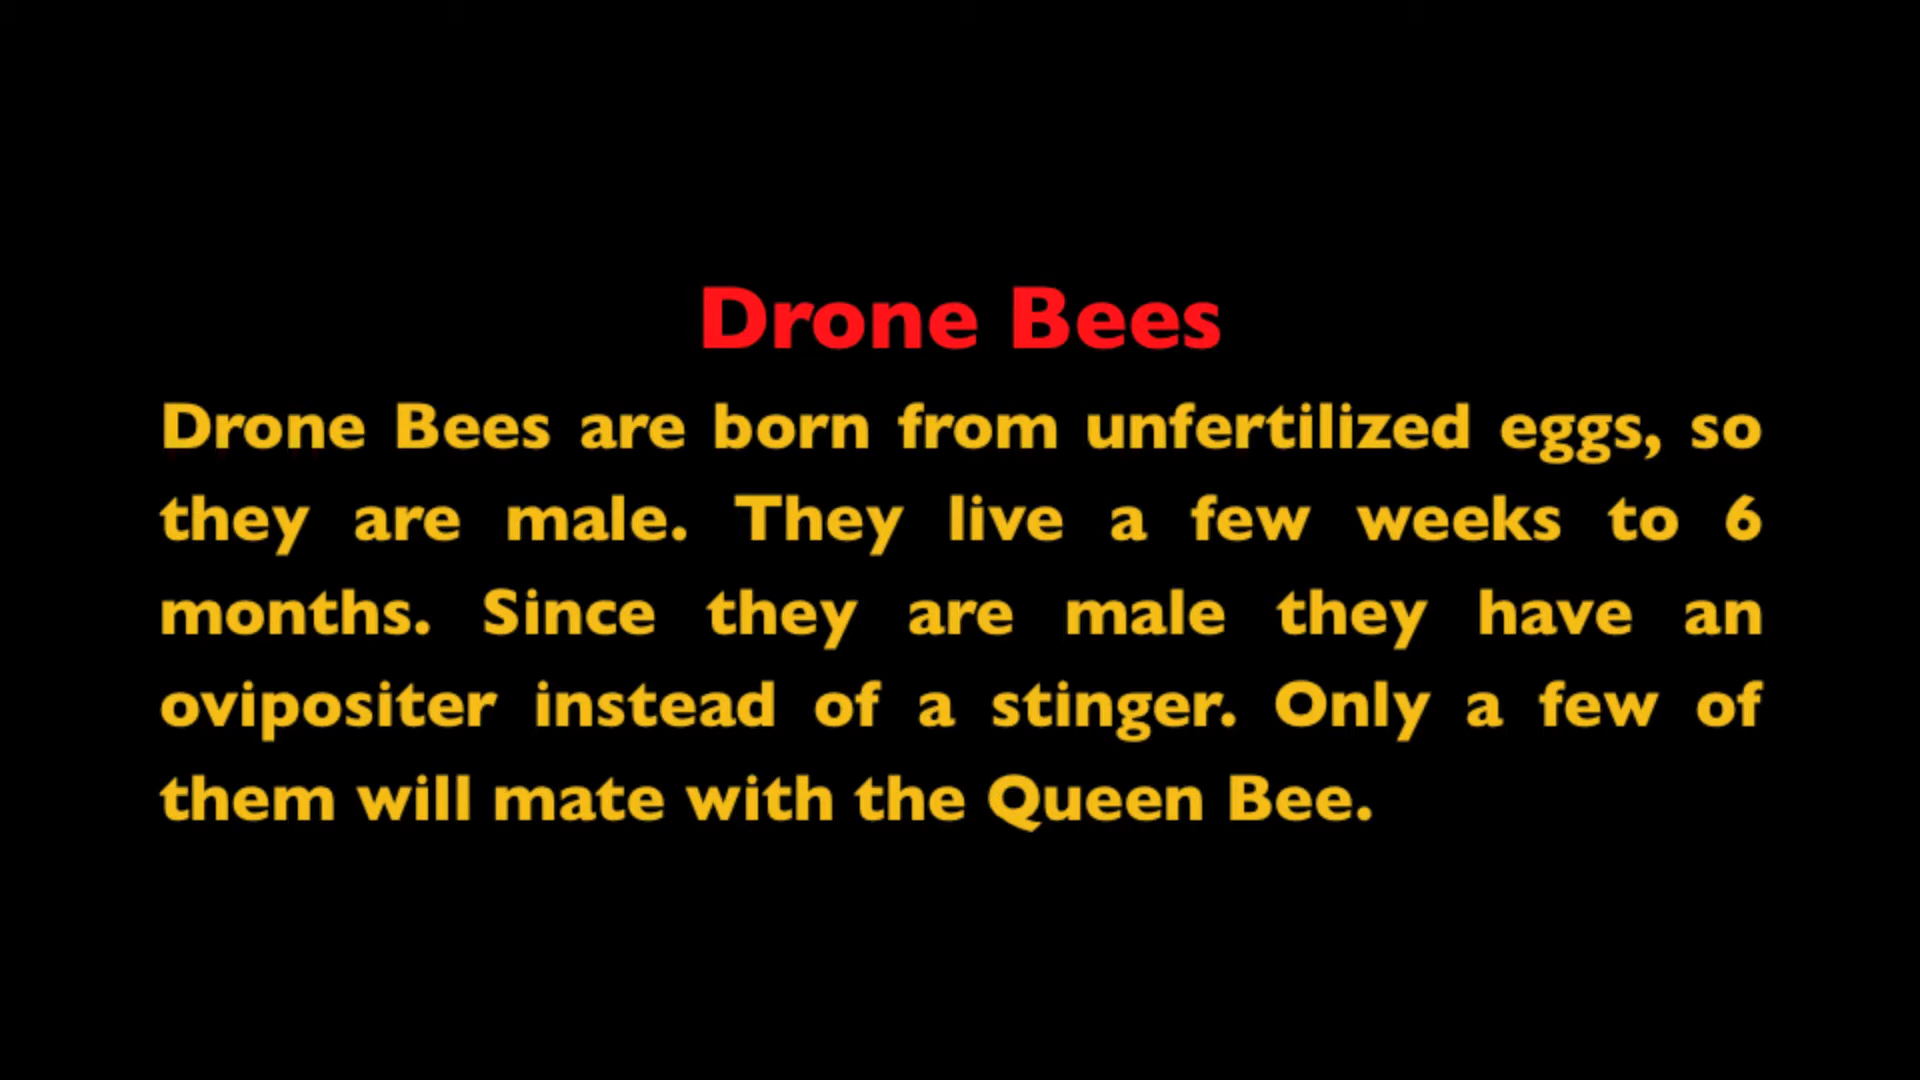 Drone Bees
Drone Bees are born from unfertilized eggs, so
they are male. They live a few weeks to 6
months. Since they are male they have an
ovipositer instead of a stinger. Only a few of
them will mate with the Queen Bee.